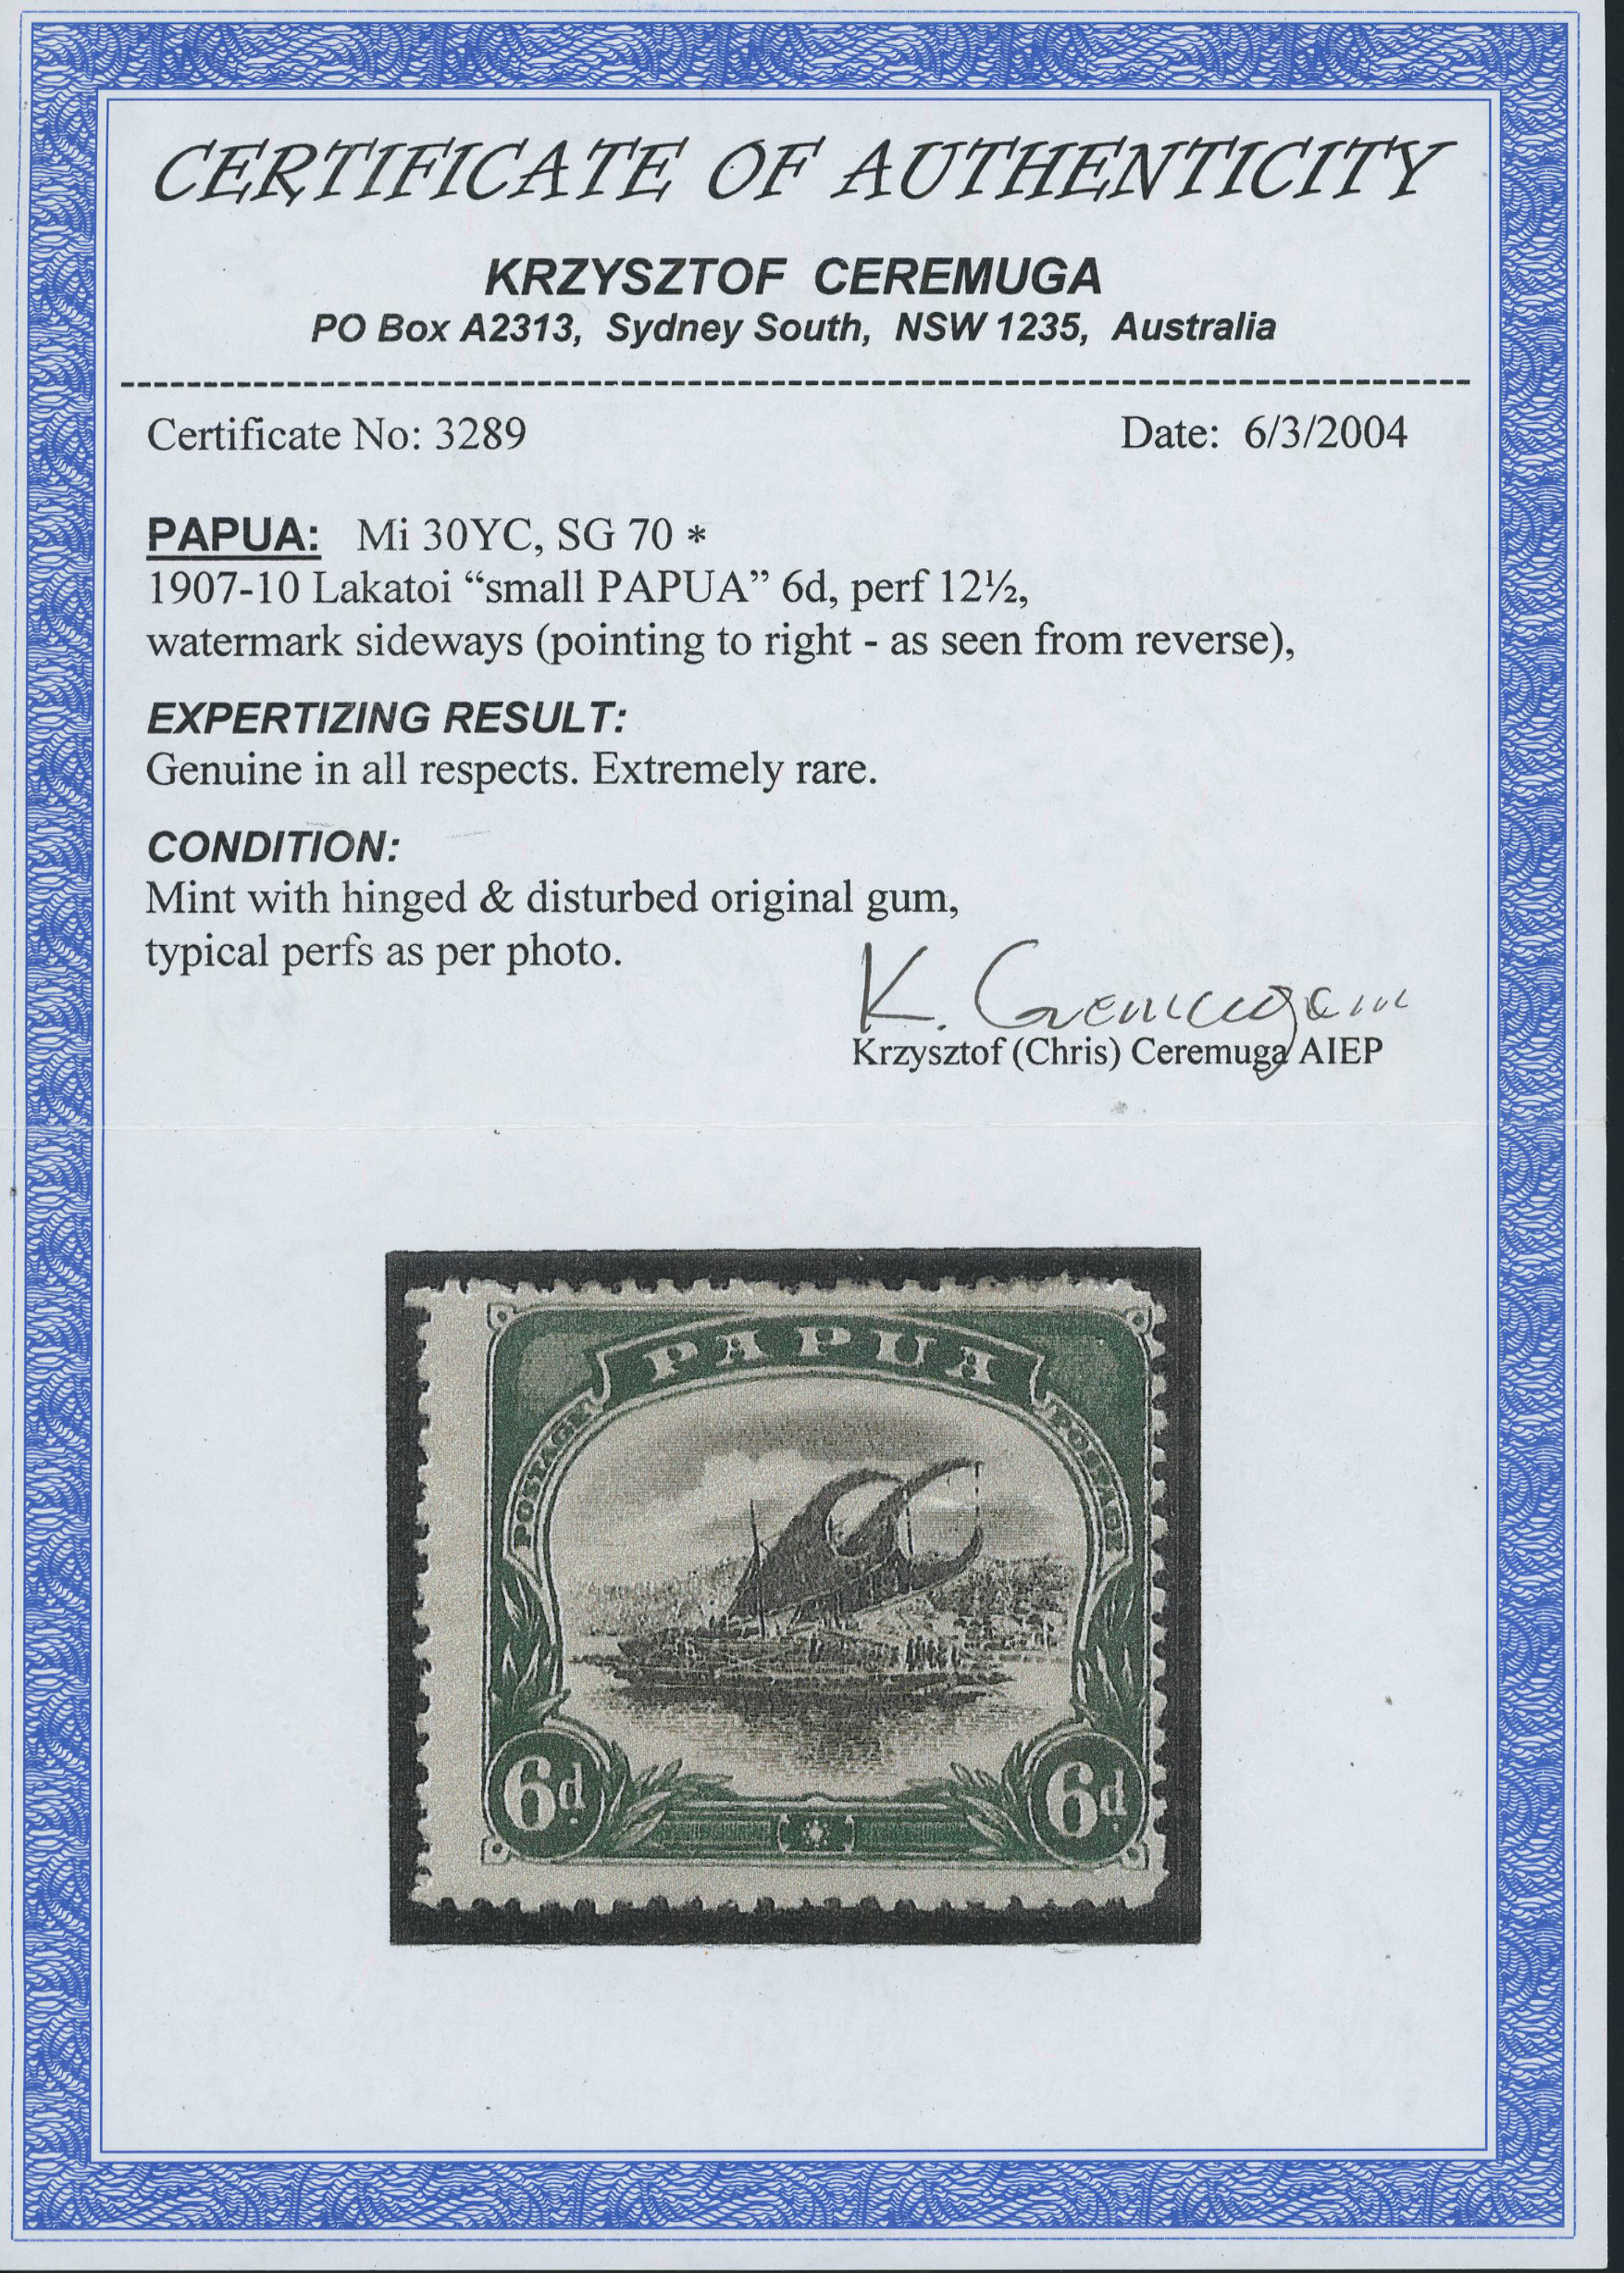 CERTIFICATE OF AUTHENTICITY
KRZYSZTOF CEREMUGA
PO Box A2313, Sydney South, NSW 1235, Australia
Certificate No: 3289 Date: 6/3/2004
PAPUA: Mi 30YC, SG 70 *
1907-10 Lakatoi “small PAPUA” 6d, perf 12½,
watermark sideways (pointing to right - as seen from reverse),
EXPERTIZING RESULT:
Genuine in all respects. Extremely rare.
CONDITION:
Mint with hinged & disturbed original gum,
typical perfs as per photo.
K. Ceremuga
Krzysztof (Chris) Ceremuga AIEP
PAPUA
POSTAGE POSTAGE
6d 6d